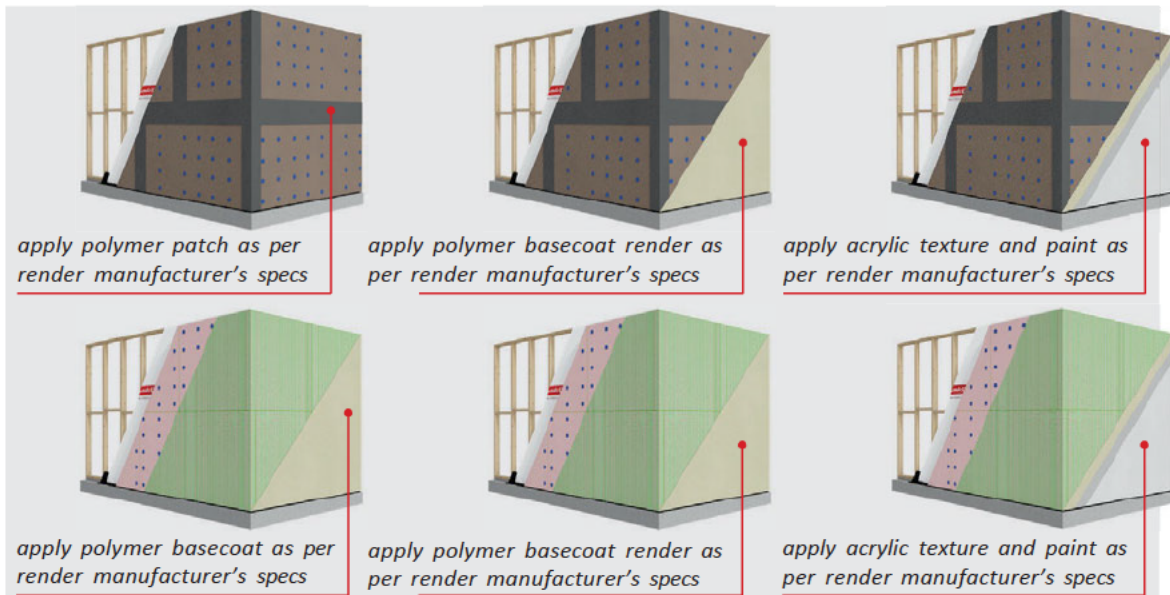 apply polymer patch as per
render manufacturer's specs
apply polymer basecoat render as
per render manufacturer's specs
apply acrylic texture and paint as
per render manufacturer's specs
apply polymer basecoat as per
render manufacturer's specs
apply polymer basecoat render as
per render manufacturer's specs
apply acrylic texture and paint as
per render manufacturer's specs